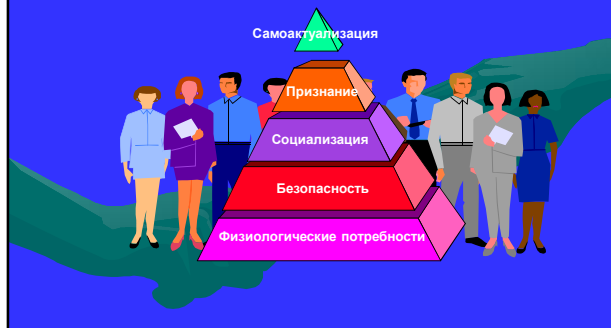 Самоактуализация
Признание
Социализация
Безопасность
Физиологические потребности